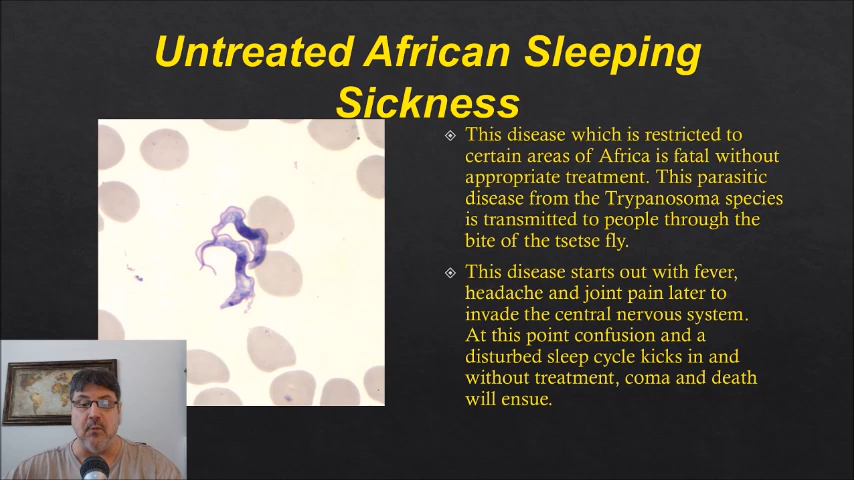 Untreated African Sleeping
Sickness
This disease which is restricted to
certain areas of Africa is fatal without
appropriate treatment. This parasitic
disease from the Trypanosoma species
is transmitted to people through the
bite of the tsetse fly.
This disease starts out with fever,
headache and joint pain later to
invade the central nervous system.
At this point confusion and a
disturbed sleep cycle kicks in and
without treatment, coma and death
will ensue.